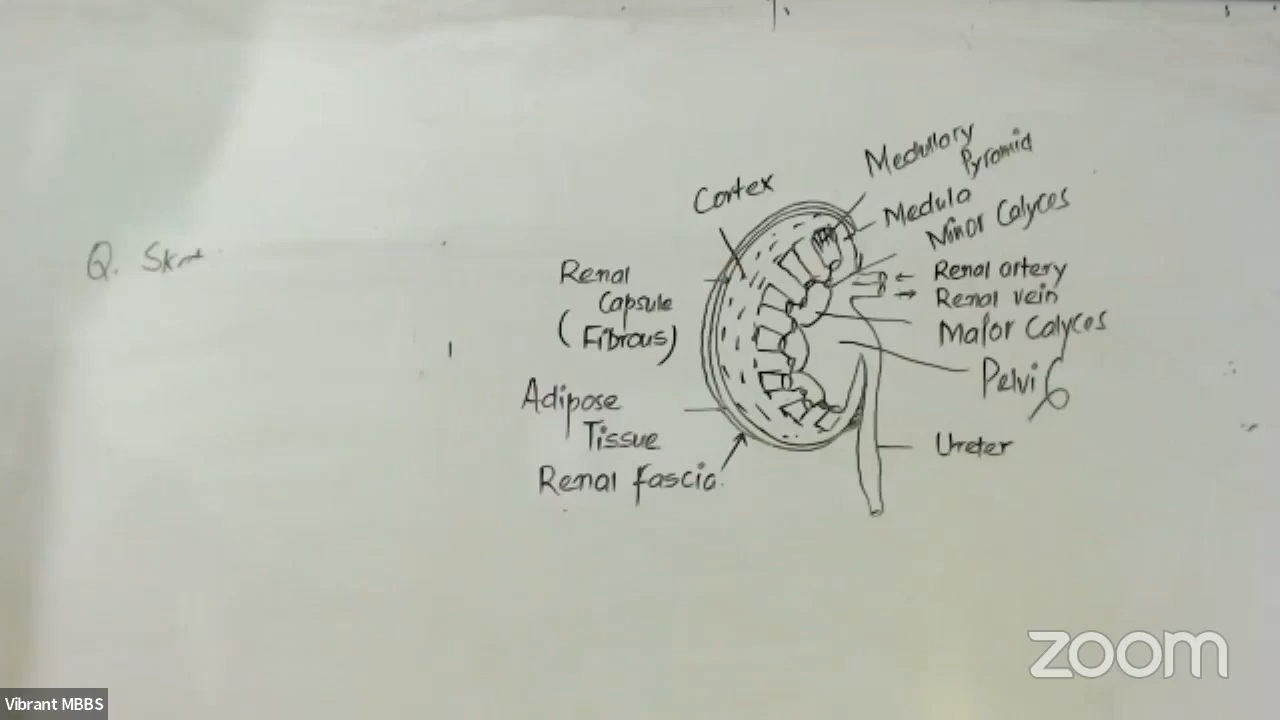 Medullory
Pyramid
Cortex
Medula
Minor Calyces
Renal
Capsule
(Fibrous)
Renal artery
Renal vein
Major Calyces
Pelvis
Adipose
Tissue
Renal fascia
Ureter
Q.
zoom
Vibrant MBBS